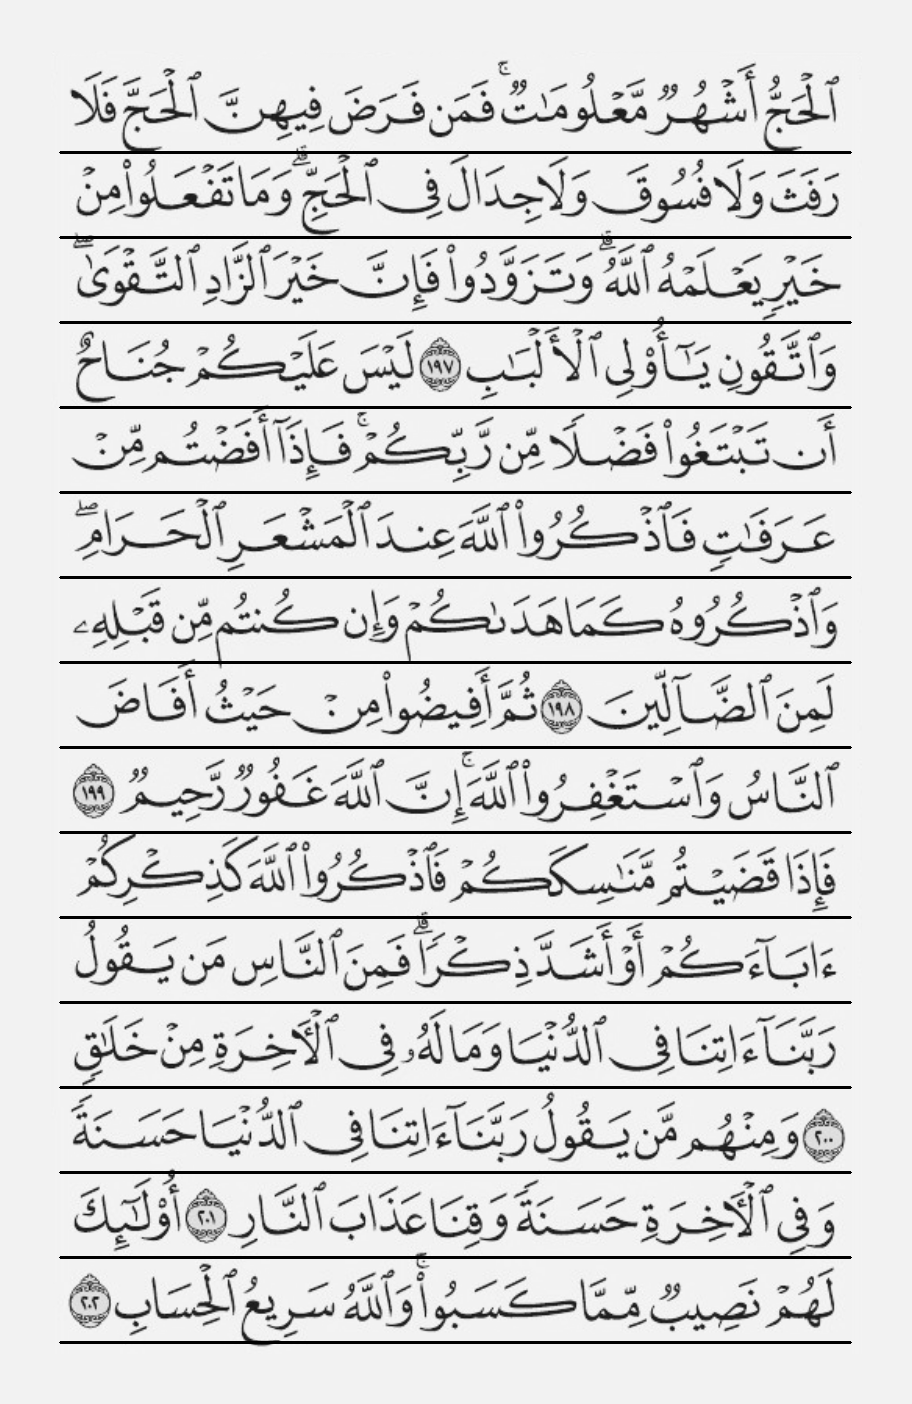 ٱلْحَجُّ أَشْهُرٌ مَّعْلُومَٰتٌ ۚ فَمَن فَرَضَ فِيهِنَّ ٱلْحَجَّ فَلَا
رَفَثَ وَلَا فُسُوقَ وَلَا جِدَالَ فِى ٱلْحَجِّ ۗ وَمَا تَفْعَلُوا۟ مِنْ
خَيْرٍ يَعْلَمْهُ ٱللَّهُ ۗ وَتَزَوَّدُوا۟ فَإِنَّ خَيْرَ ٱلزَّادِ ٱلتَّقْوَىٰ ۖ
وَٱتَّقُونِ يَٰٓأُو۟لِى ٱلْأَلْبَٰبِ ١٩٧ لَيْسَ عَلَيْكُمْ جُنَاحٌ
أَن تَبْتَغُوا۟ فَضْلًا مِّن رَّبِّكُمْ ۚ فَإِذَآ أَفَضْتُم مِّنْ
عَرَفَٰتٍ فَٱذْكُرُوا۟ ٱللَّهَ عِندَ ٱلْمَشْعَرِ ٱلْحَرَامِ ۖ
وَٱذْكُرُوهُ كَمَا هَدَىٰكُمْ وَإِن كُنتُم مِّن قَبْلِهِۦ
لَمِنَ ٱلضَّآلِّينَ ١٩٨ ثُمَّ أَفِيضُوا۟ مِنْ حَيْثُ أَفَاضَ
ٱلنَّاسُ وَٱسْتَغْفِرُوا۟ ٱللَّهَ ۚ إِنَّ ٱللَّهَ غَفُورٌ رَّحِيمٌ ١٩٩
فَإِذَا قَضَيْتُم مَّنَٰسِكَكُمْ فَٱذْكُرُوا۟ ٱللَّهَ كَذِكْرِكُمْ
ءَابَآءَكُمْ أَوْ أَشَدَّ ذِكْرًا ۗ فَمِنَ ٱلنَّاسِ مَن يَقُولُ
رَبَّنَآ ءَاتِنَا فِى ٱلدُّنْيَا وَمَا لَهُۥ فِى ٱلْأَخِرَةِ مِنْ خَلَٰقٍ
٢٠٠ وَمِنْهُم مَّن يَقُولُ رَبَّنَآ ءَاتِنَا فِى ٱلدُّنْيَا حَسَنَةً
وَفِى ٱلْأَخِرَةِ حَسَنَةً وَقِنَا عَذَابَ ٱلنَّارِ ٢٠١ أُو۟لَٰٓئِكَ
لَهُمْ نَصِيبٌ مِّمَّا كَسَبُوا۟ ۚ وَٱللَّهُ سَرِيعُ ٱلْحِسَابِ ٢٠٢